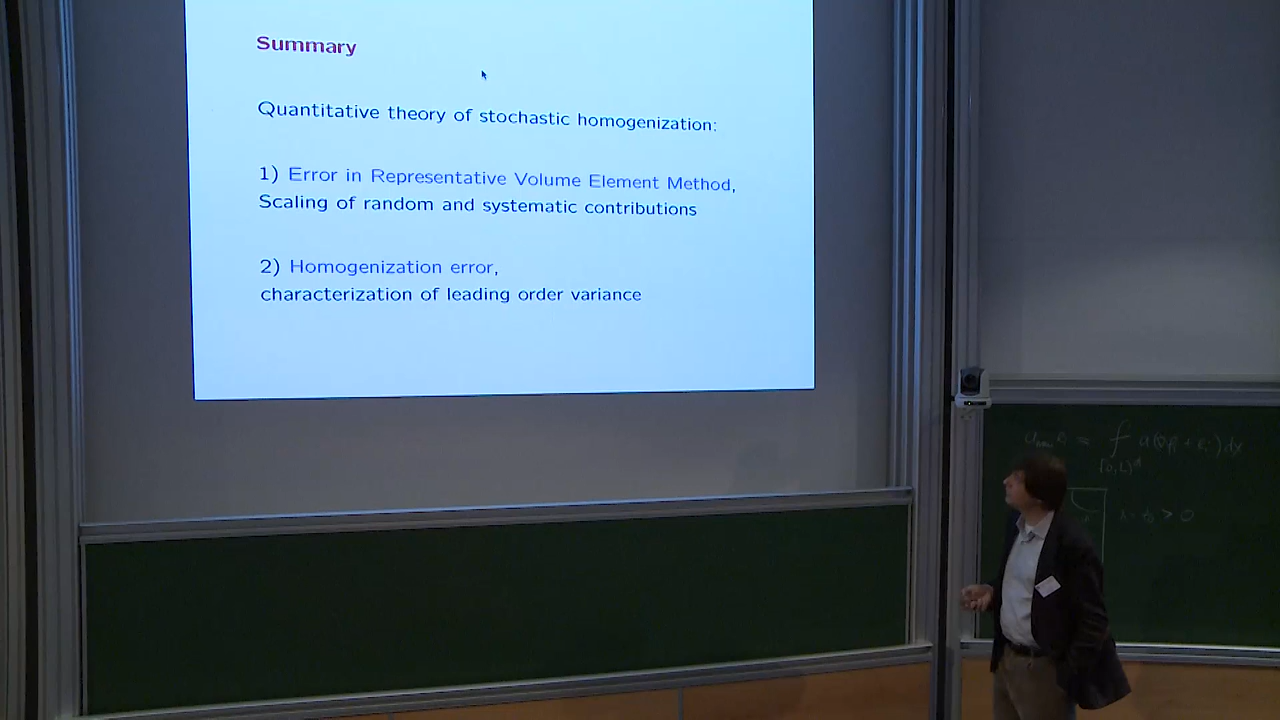 Summary
Quantitative theory of stochastic homogenization:
1) Error in Representative Volume Element Method,
Scaling of random and systematic contributions
2) Homogenization error,
characterization of leading order variance